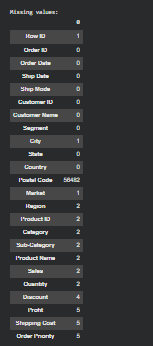 Missing values:
0
Row ID 1
Order ID 0
Order Date 0
Ship Date 0
Ship Mode 0
Customer ID 0
Customer Name 0
Segment 0
City 1
State 0
Country 0
Postal Code 56482
Market 1
Region 2
Product ID 2
Category 2
Sub-Category 2
Product Name 2
Sales 2
Quantity 2
Discount 4
Profit 5
Shipping Cost 5
Order Priority 5